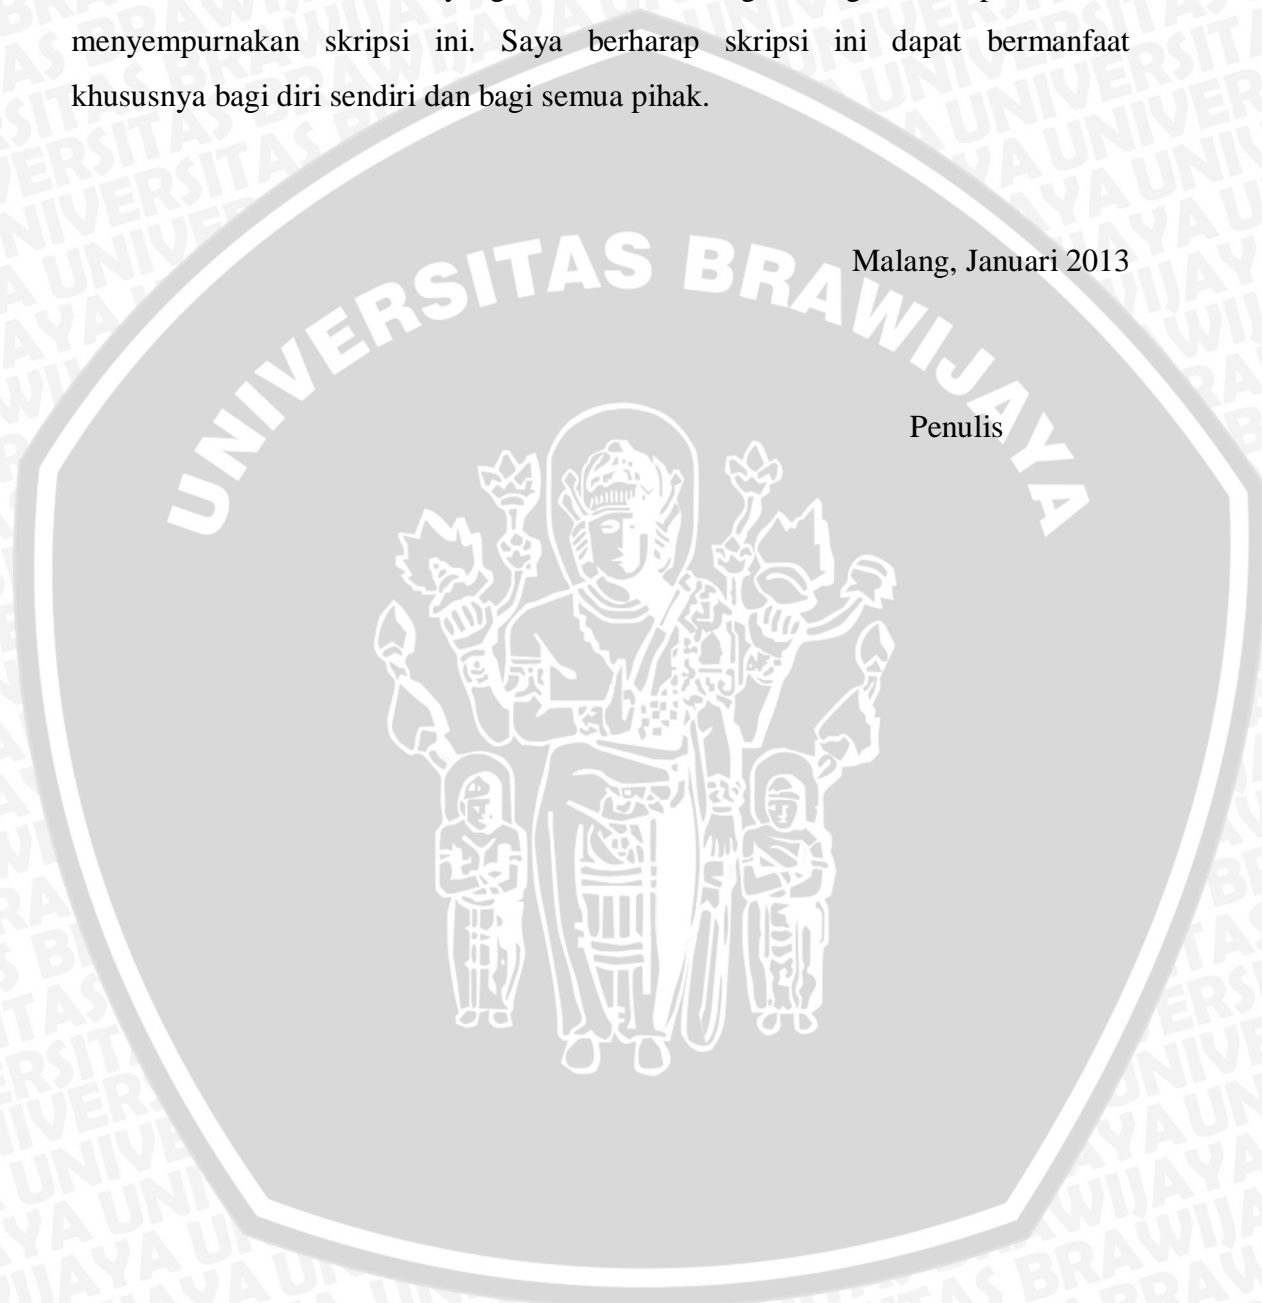 menyempurnakan skripsi ini. Saya berharap skripsi ini dapat bermanfaat
khususnya bagi diri sendiri dan bagi semua pihak.
UNIVERSITAS BRAWIJAYA
Malang, Januari 2013
Penulis